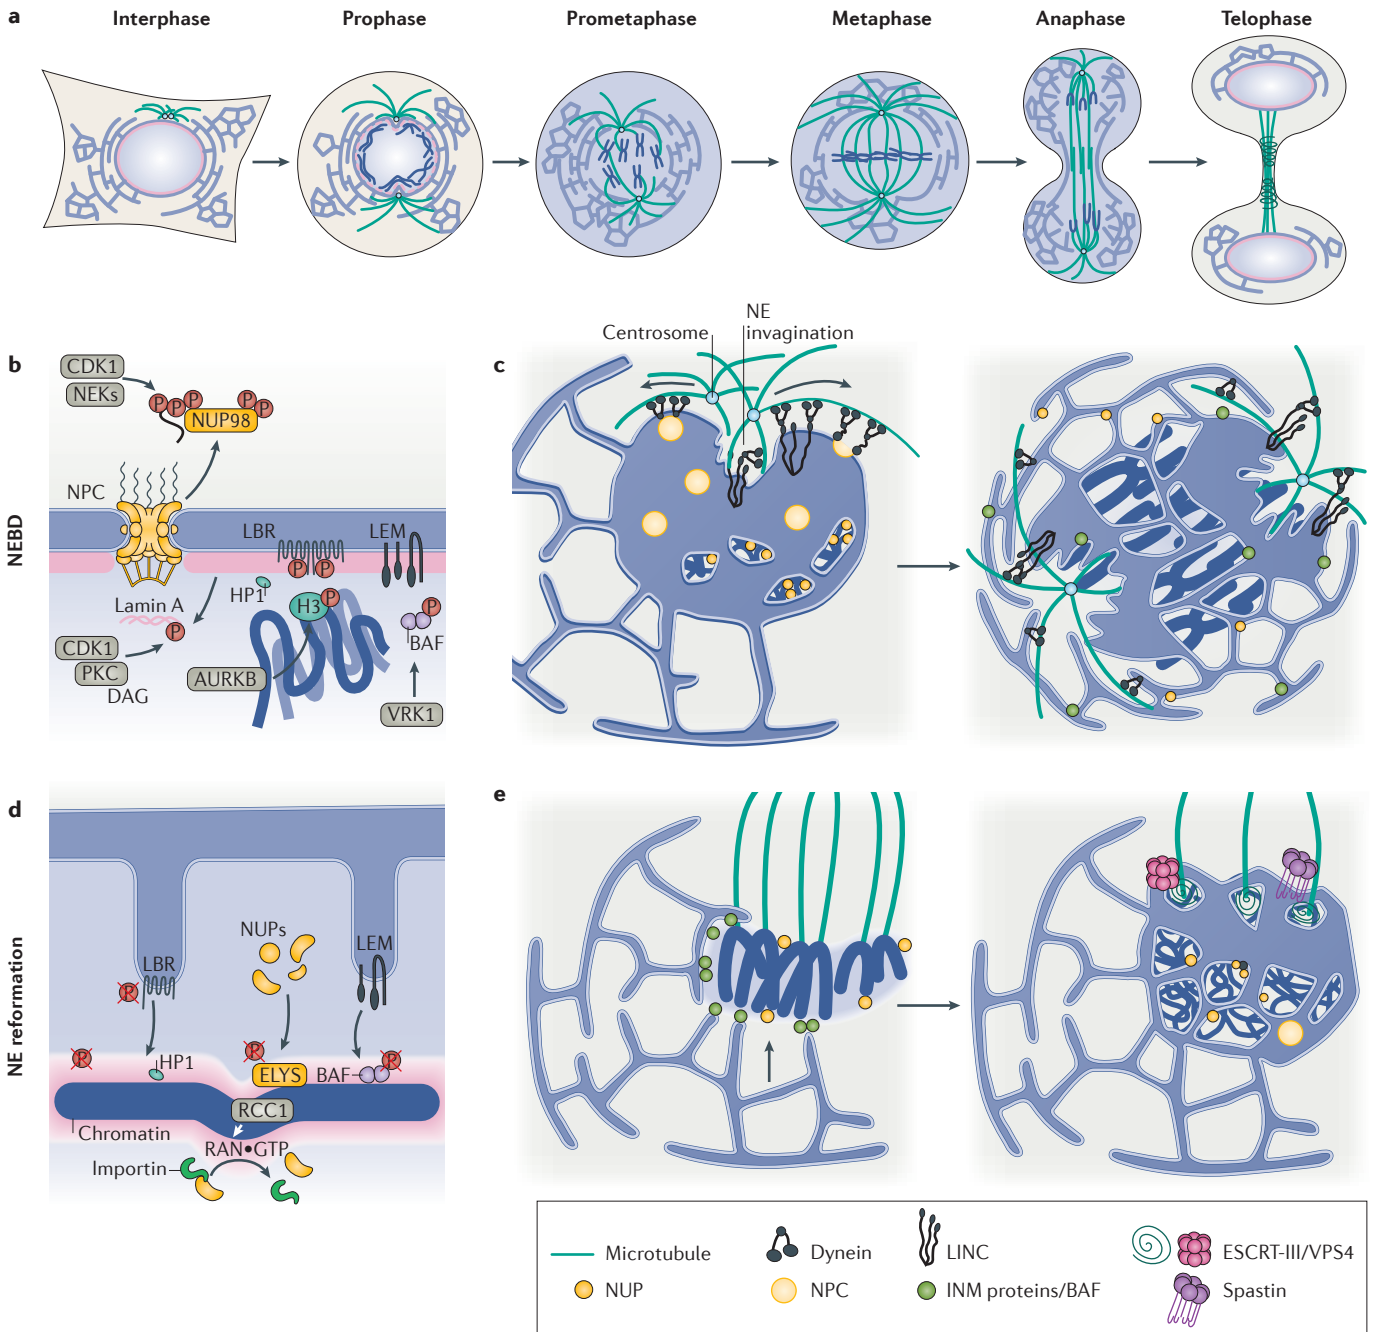 a
Interphase
Prophase
Prometaphase
Metaphase
Anaphase
Telophase
b
NEBD
CDK1
NEKs
P
P
P
P
P
NUP98
NPC
LBR
LEM
P
P
HP1
H3
P
P
BAF
Lamin A
P
CDK1
PKC
DAG
AURKB
VRK1
c
Centrosome
NE
invagination
d
NE reformation
NUPs
LBR
LEM
P
P
P
P
HP1
ELYS
BAF
RCC1
Chromatin
RAN•GTP
Importin
e
Microtubule
Dynein
LINC
ESCRT-III/VPS4
NUP
NPC
INM proteins/BAF
Spastin